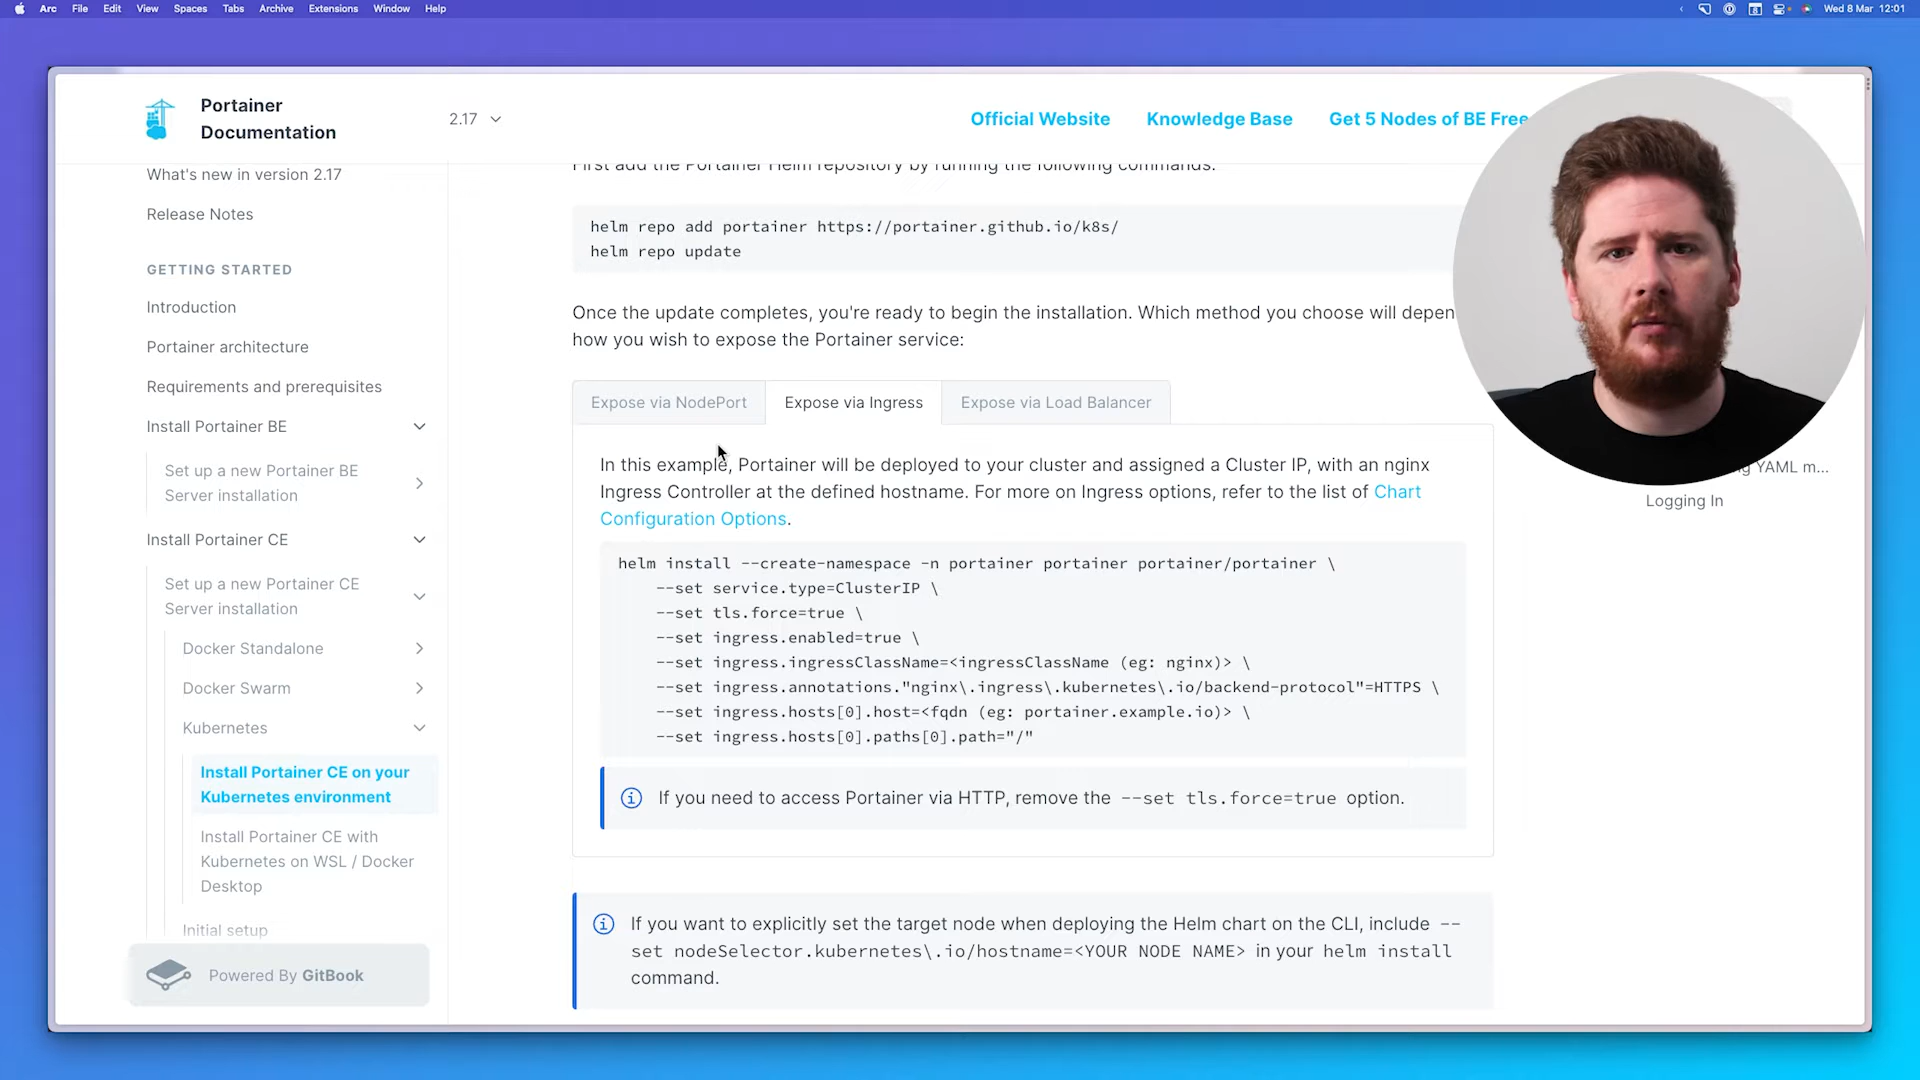 Arc File Edit View Spaces Tabs Archive Extensions Window Help
8 Wed 8 Mar 12:01
Portainer
Documentation
2.17
Official Website Knowledge Base Get 5 Nodes of BE Free
What's new in version 2.17
Release Notes
GETTING STARTED
Introduction
Portainer architecture
Requirements and prerequisites
Install Portainer BE
Set up a new Portainer BE
Server installation
Install Portainer CE
Set up a new Portainer CE
Server installation
Docker Standalone
Docker Swarm
Kubernetes
Install Portainer CE on your
Kubernetes environment
Install Portainer CE with
Kubernetes on WSL / Docker
Desktop
Initial setup
Powered By GitBook
First add the Portainer Helm repository by running the following commands:
helm repo add portainer https://portainer.github.io/k8s/
helm repo update
Once the update completes, you're ready to begin the installation. Which method you choose will depen
how you wish to expose the Portainer service:
Expose via NodePort Expose via Ingress Expose via Load Balancer
In this example, Portainer will be deployed to your cluster and assigned a Cluster IP, with an nginx
Ingress Controller at the defined hostname. For more on Ingress options, refer to the list of Chart
Configuration Options.
helm install --create-namespace -n portainer portainer portainer/portainer \
--set service.type=ClusterIP \
--set tls.force=true \
--set ingress.enabled=true \
--set ingress.ingressClassName=<ingressClassName (eg: nginx)> \
--set ingress.annotations."nginx\.ingress\.kubernetes\.io/backend-protocol"=HTTPS \
--set ingress.hosts[0].host=<fqdn (eg: portainer.example.io)> \
--set ingress.hosts[0].paths[0].path="/"
If you need to access Portainer via HTTP, remove the --set tls.force=true option.
If you want to explicitly set the target node when deploying the Helm chart on the CLI, include --
set nodeSelector.kubernetes\.io/hostname=<YOUR NODE NAME> in your helm install
command.
YAML m...
Logging In